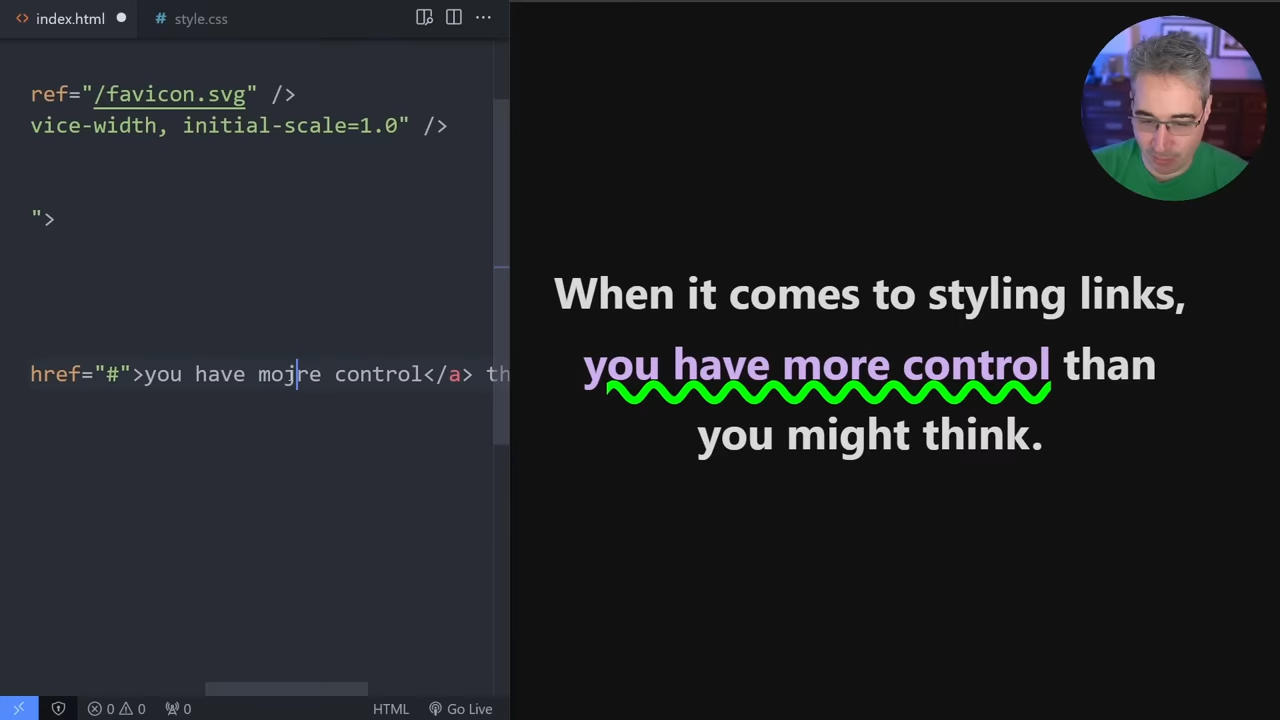 <> index.html
# style.css
ref="/favicon.svg" />
vice-width, initial-scale=1.0" />
">
href="#">you have mojre control</a> th
0 0 0 HTML Go Live
When it comes to styling links,
you have more control than
you might think.